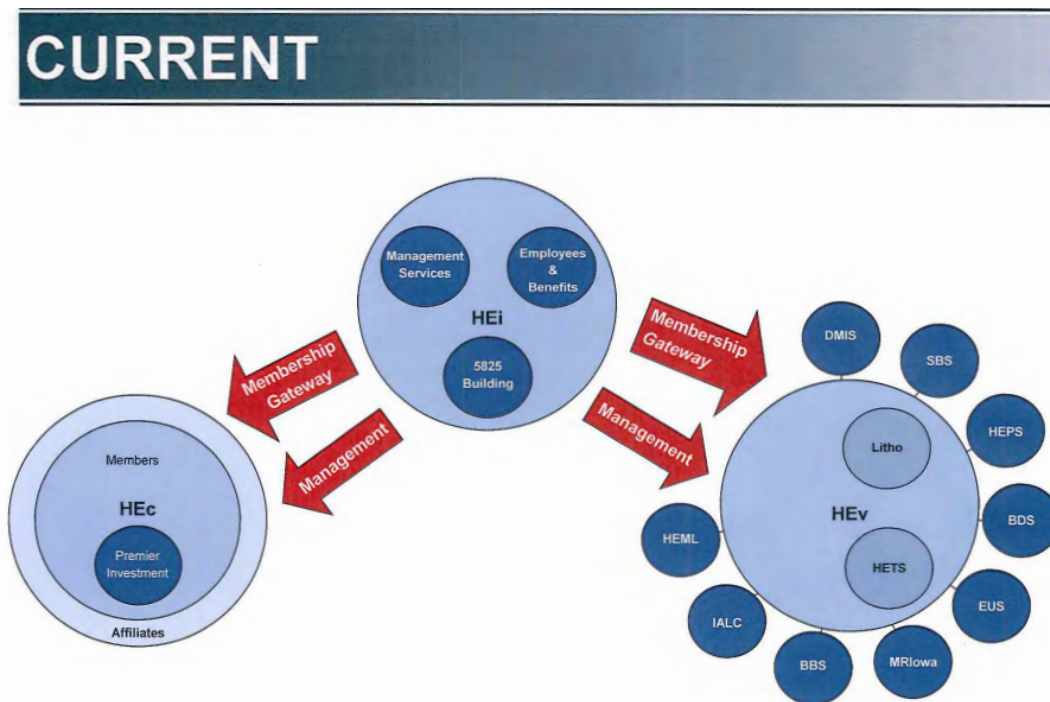 CURRENT
Management
Services
Employees
&
Benefits
HEi
5825
Building
Membership
Gateway
Management
Membership
Gateway
Management
Members
HEc
Premier
Investment
Affiliates
DMIS
SBS
HEPS
BDS
EUS
MRIowa
BBS
IALC
HEML
Litho
HEv
HETS